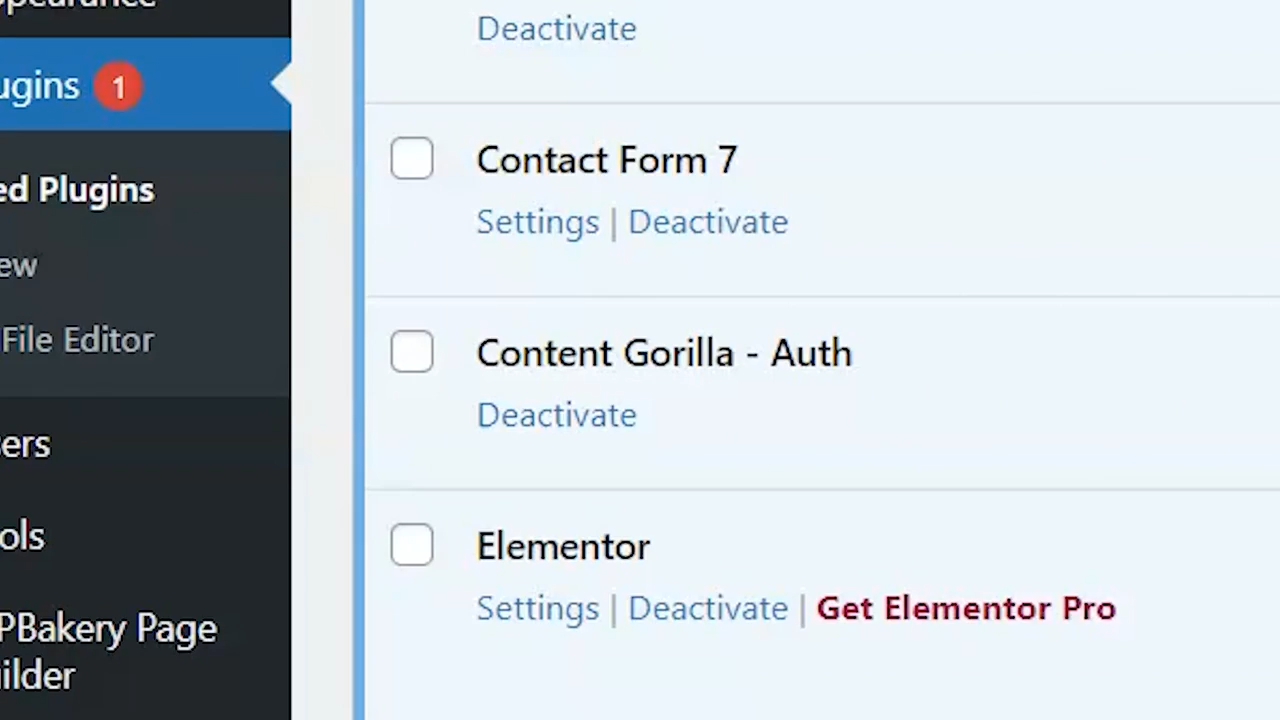 Deactivate
ugins 1
Contact Form 7
ed Plugins
Settings | Deactivate
ew
File Editor
Content Gorilla - Auth
Deactivate
ers
ols
Elementor
Settings | Deactivate | Get Elementor Pro
PBakery Page
ilder